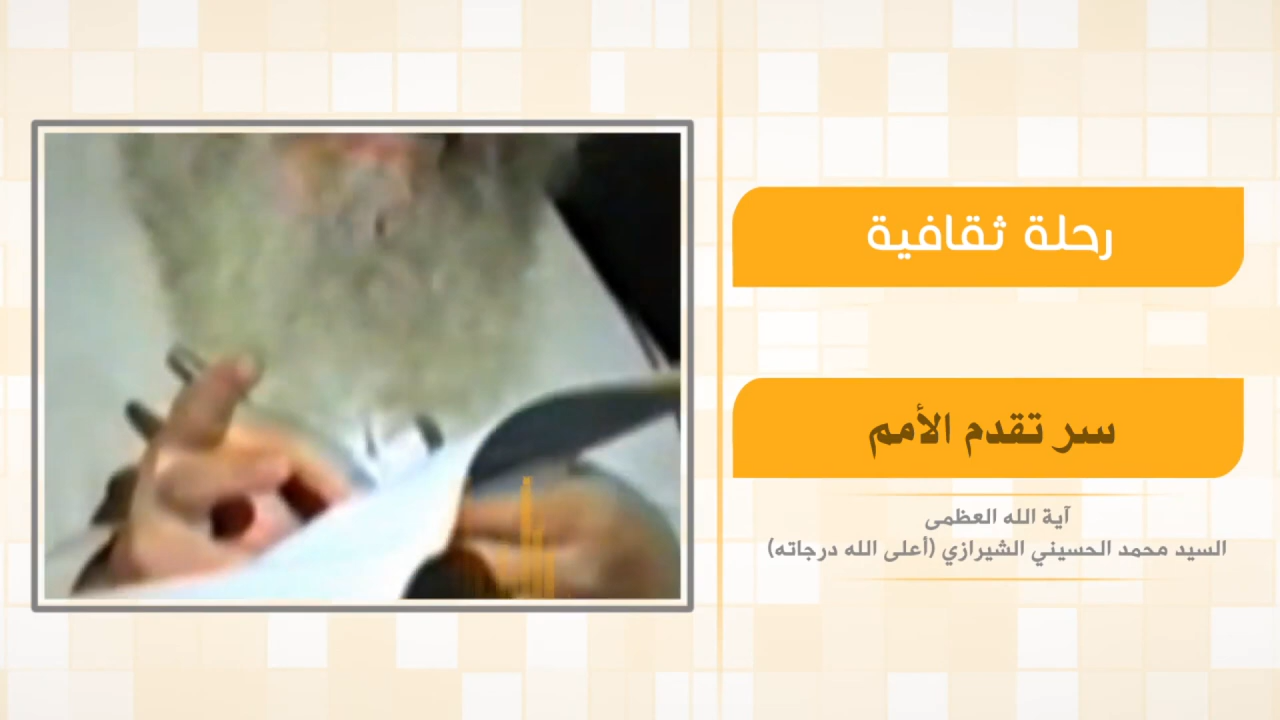 رحلة ثقافية
سر تقدم الأمم
آية الله العظمى
السيد محمد الحسيني الشيرازي (أعلى الله درجاته)